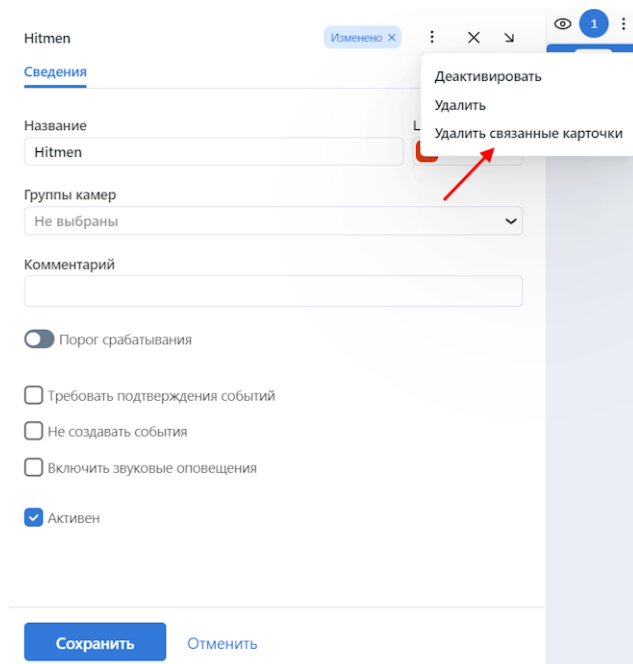 Hitmen
Изменено ×
1
Сведения
Деактивировать
Удалить
Удалить связанные карточки
Название
Hitmen
Группы камер
Не выбраны
Комментарий
Порог срабатывания
Требовать подтверждения событий
Не создавать события
Включить звуковые оповещения
Активен
Сохранить
Отменить